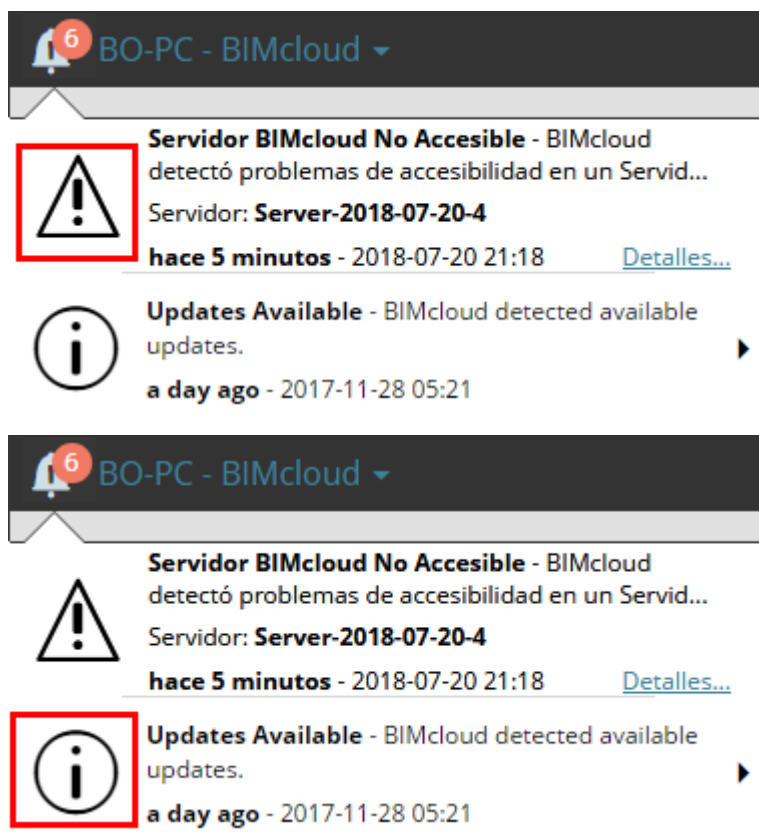 6
BO-PC - BIMcloud
Servidor BIMcloud No Accesible - BIMcloud
detectó problemas de accesibilidad en un Servid...
Servidor: Server-2018-07-20-4
hace 5 minutos - 2018-07-20 21:18 Detalles...
Updates Available - BIMcloud detected available
updates.
a day ago - 2017-11-28 05:21
6
BO-PC - BIMcloud
Servidor BIMcloud No Accesible - BIMcloud
detectó problemas de accesibilidad en un Servid...
Servidor: Server-2018-07-20-4
hace 5 minutos - 2018-07-20 21:18 Detalles...
Updates Available - BIMcloud detected available
updates.
a day ago - 2017-11-28 05:21